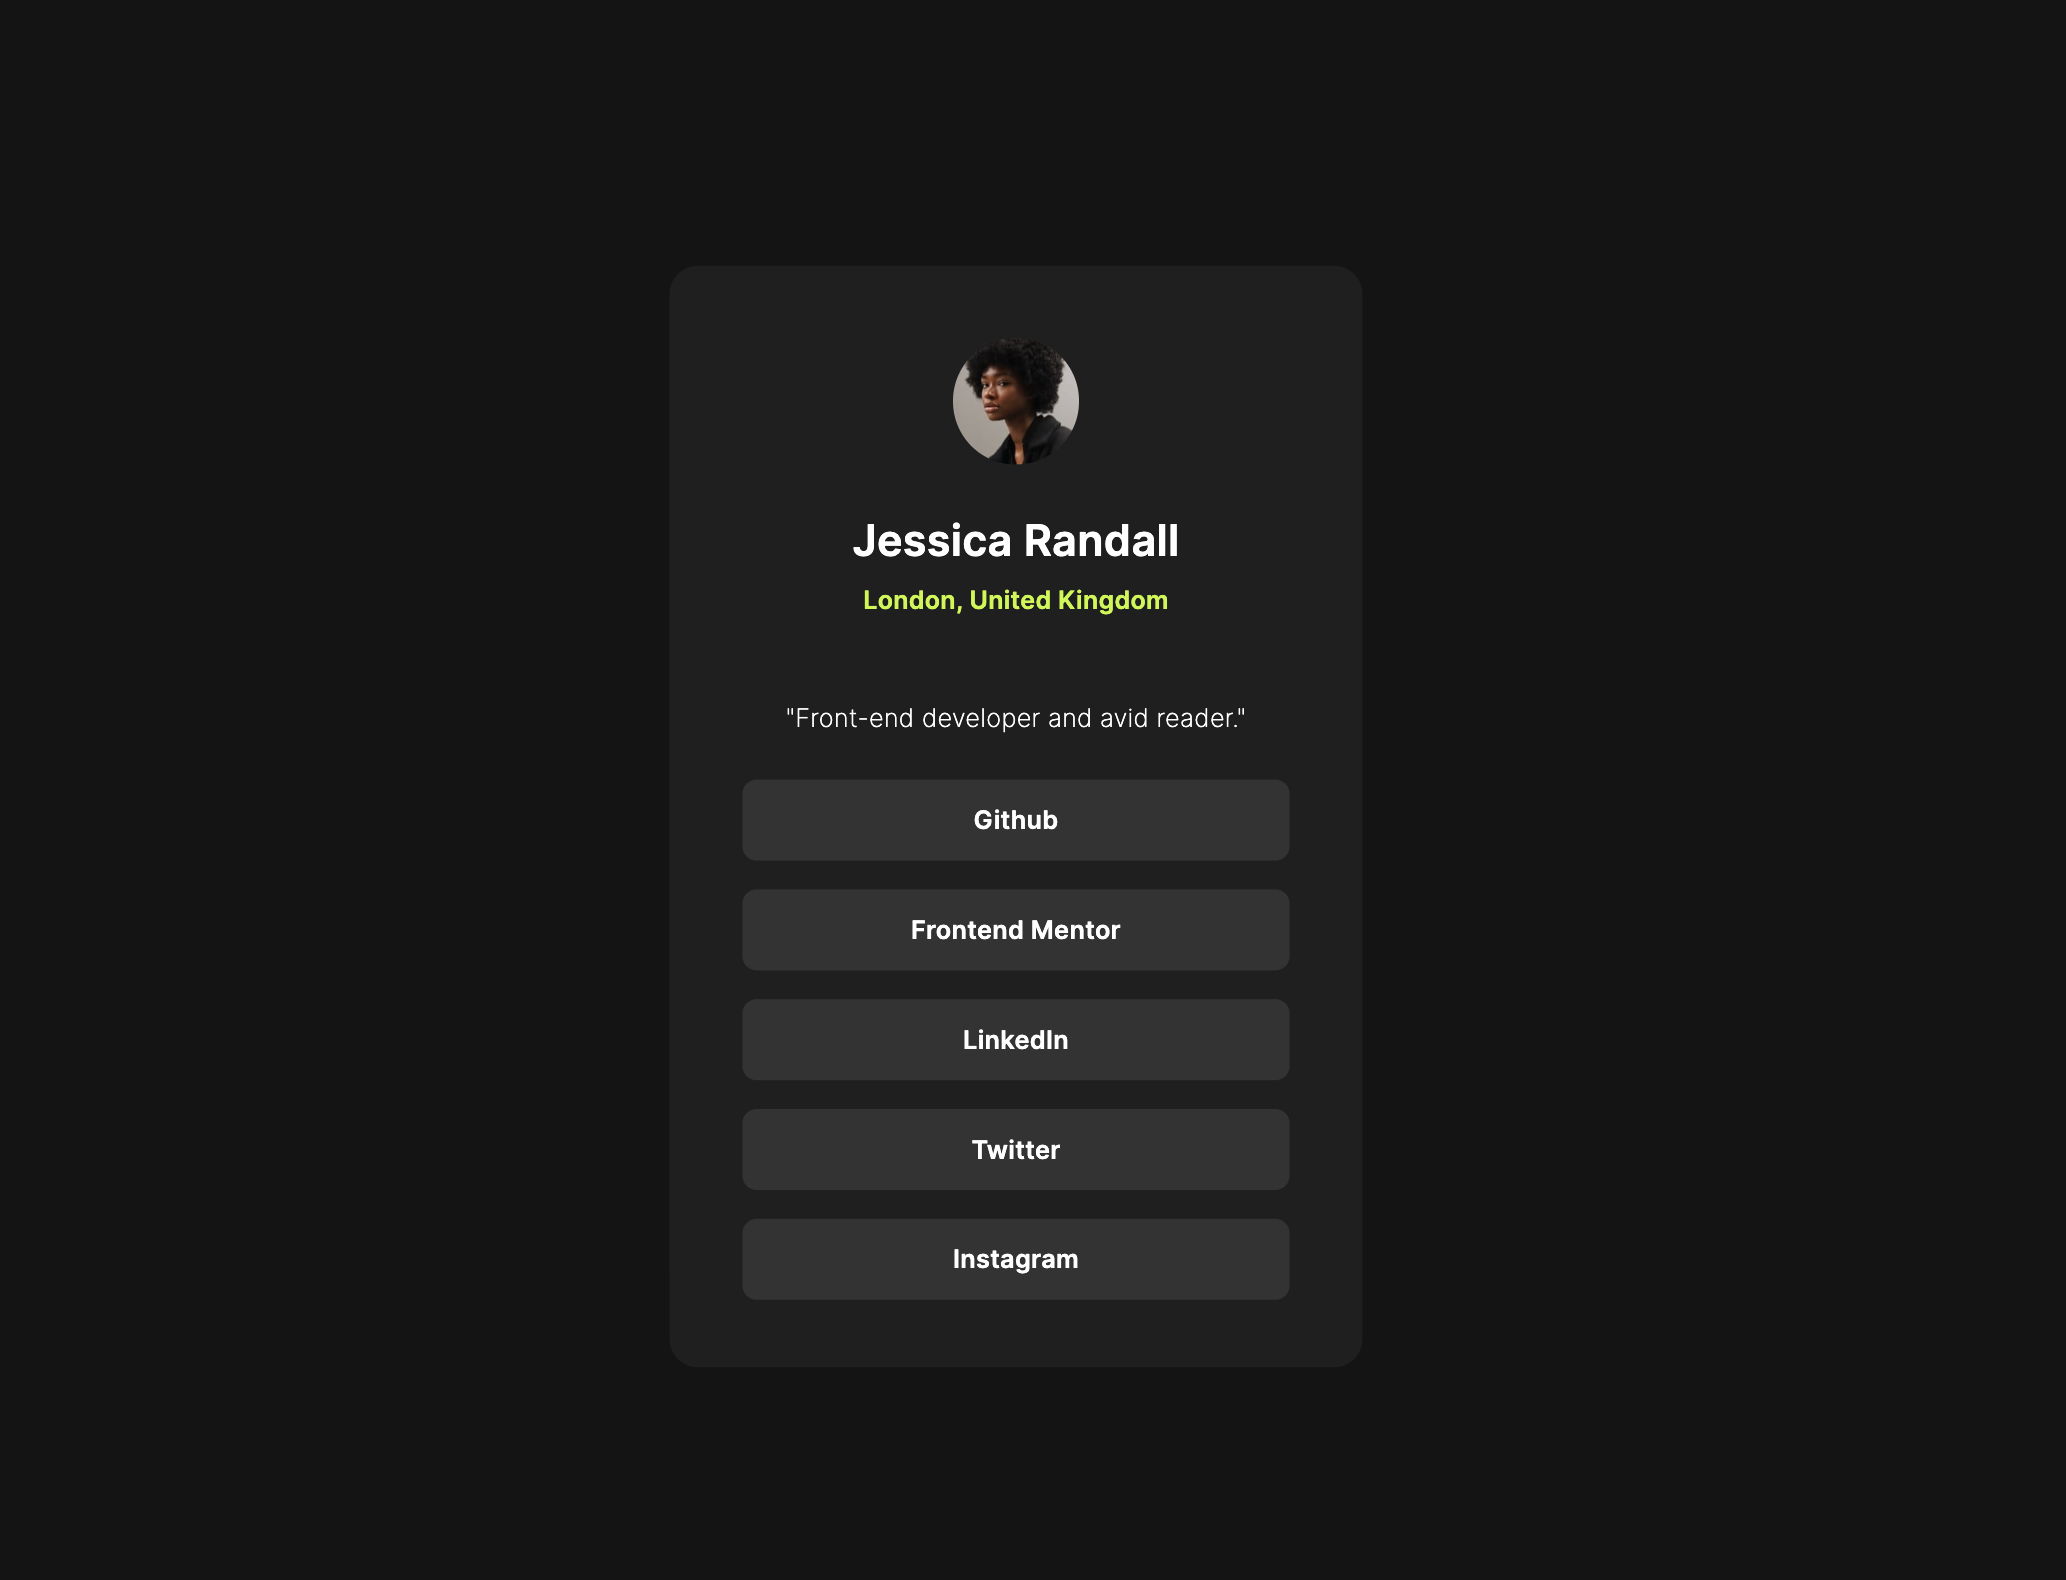 Jessica Randall
London, United Kingdom
"Front-end developer and avid reader."
Github
Frontend Mentor
LinkedIn
Twitter
Instagram